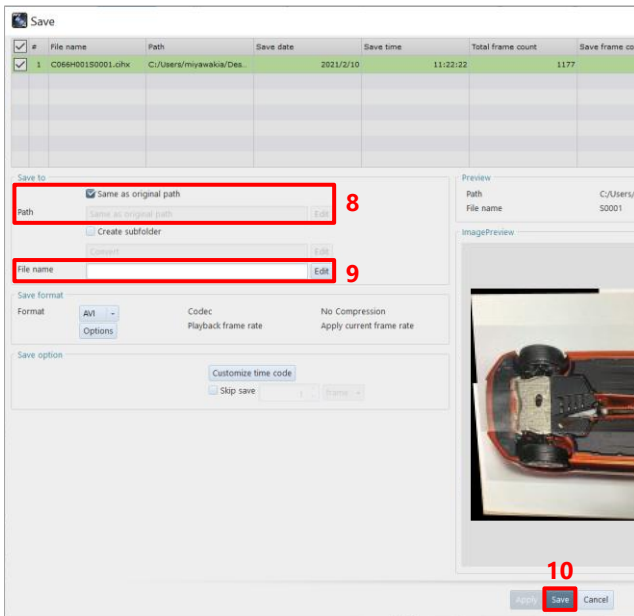 Save
# File name Path Save date Save time Total frame count Save frame co
1 C066H001S0001.cihx C:/Users/miyawakia/Des.. 2021/2/10 11:22:22 1177
Save to
Same as original path
Path Same as original path Edit
8
Create subfolder
Convert Edit
File name Edit
9
Save format
Format AVI Codec No Compression
Options Playback frame rate Apply current frame rate
Save option
Customize time code
Skip save 1 frame
Preview
Path C:/Users/
File name S0001
ImagePreview
10
Apply Save Cancel